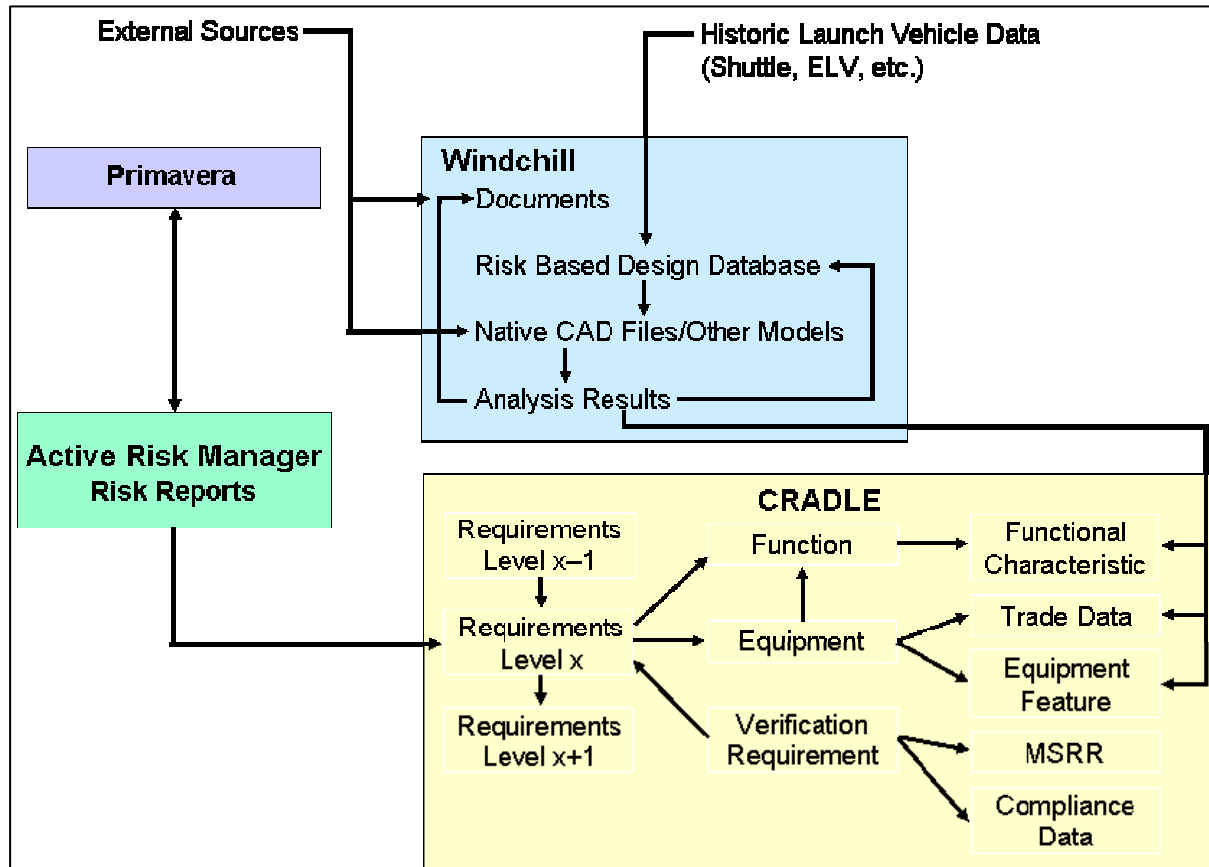 External Sources
Historic Launch Vehicle Data
(Shuttle, ELV, etc.)
Primavera
Windchill
Documents
Risk Based Design Database
Native CAD Files/Other Models
Analysis Results
Active Risk Manager
Risk Reports
CRADLE
Requirements
Level x–1
Function
Functional
Characteristic
Requirements
Level x
Equipment
Trade Data
Equipment
Feature
Requirements
Level x+1
Verification
Requirement
MSRR
Compliance
Data